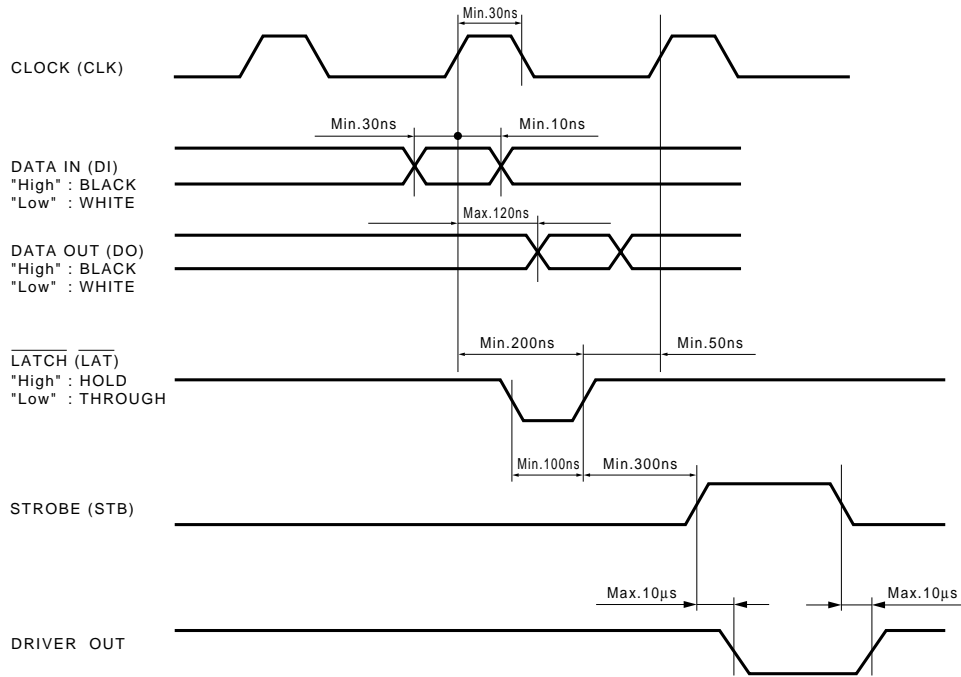 Min.30ns
CLOCK (CLK)
Min.30ns
Min.10ns
DATA IN (DI)
"High" : BLACK
"Low" : WHITE
Max.120ns
DATA OUT (DO)
"High" : BLACK
"Low" : WHITE
Min.200ns
Min.50ns
LATCH (LAT)
"High" : HOLD
"Low" : THROUGH
Min.100ns
Min.300ns
STROBE (STB)
Max.10μs
Max.10μs
DRIVER OUT